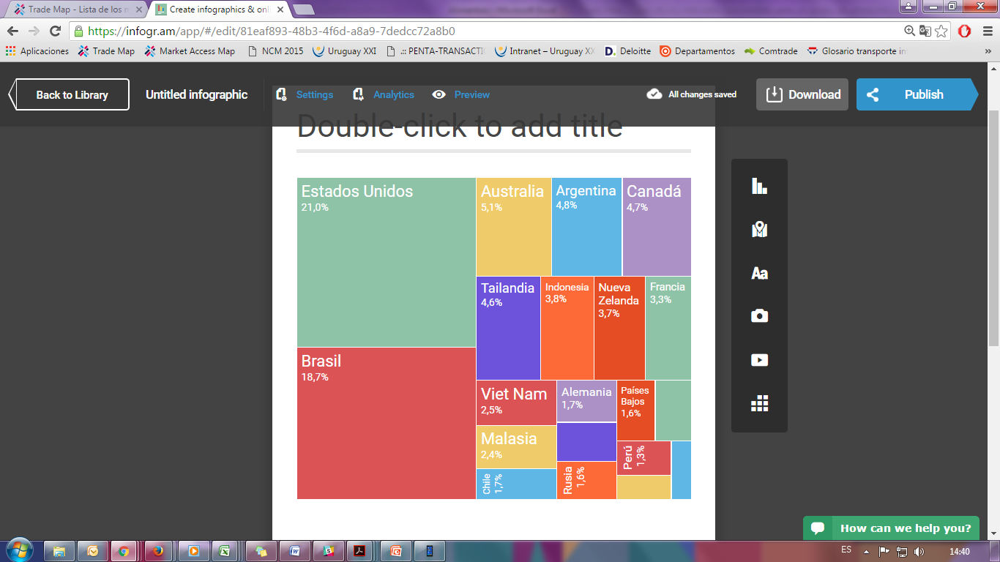 Trade Map - Lista de los m
Create infographics & onl
https://infogr.am/app/#/edit/81eaf893-48b3-4f6d-a8a9-7dedcc72a8b0
Aplicaciones Trade Map Market Access Map NCM 2015 Uruguay XXI .:: PENTA-TRANSACTI Intranet – Uruguay XX Deloitte Departamentos Comtrade Glosario transporte in »
Back to Library Untitled infographic Settings Analytics Preview All changes saved Download Publish
Double-click to add title
Estados Unidos
21,0%
Australia
5,1%
Argentina
4,8%
Canadá
4,7%
Tailandia
4,6%
Indonesia
3,8%
Nueva
Zelanda
3,7%
Francia
3,3%
Brasil
18,7%
Viet Nam
2,5%
Alemania
1,7%
Países
Bajos
1,6%
Malasia
2,4%
Chile
1,7%
Rusia
1,6%
Perú
1,3%
Aa
How can we help you?
ES
14:40